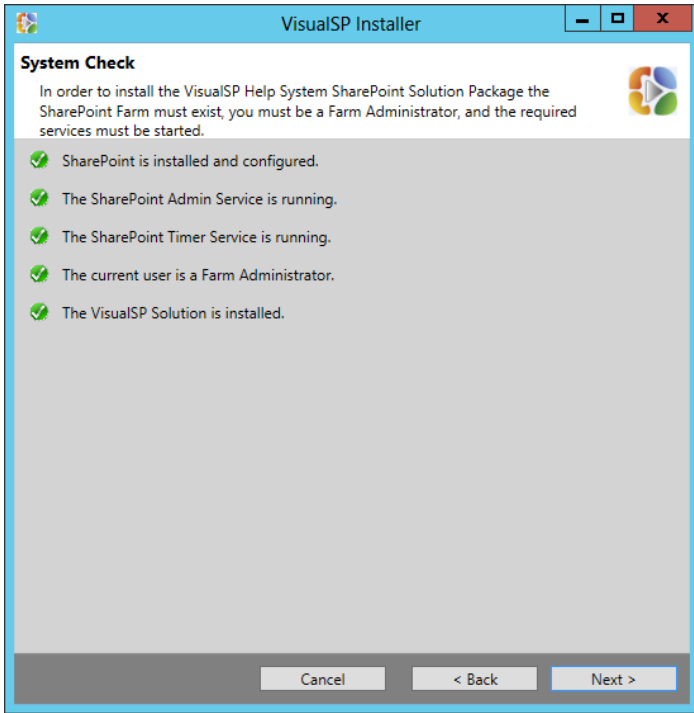 VisualSP Installer
System Check
In order to install the VisualSP Help System SharePoint Solution Package the
SharePoint Farm must exist, you must be a Farm Administrator, and the required
services must be started.
SharePoint is installed and configured.
The SharePoint Admin Service is running.
The SharePoint Timer Service is running.
The current user is a Farm Administrator.
The VisualSP Solution is installed.
Cancel
< Back
Next >